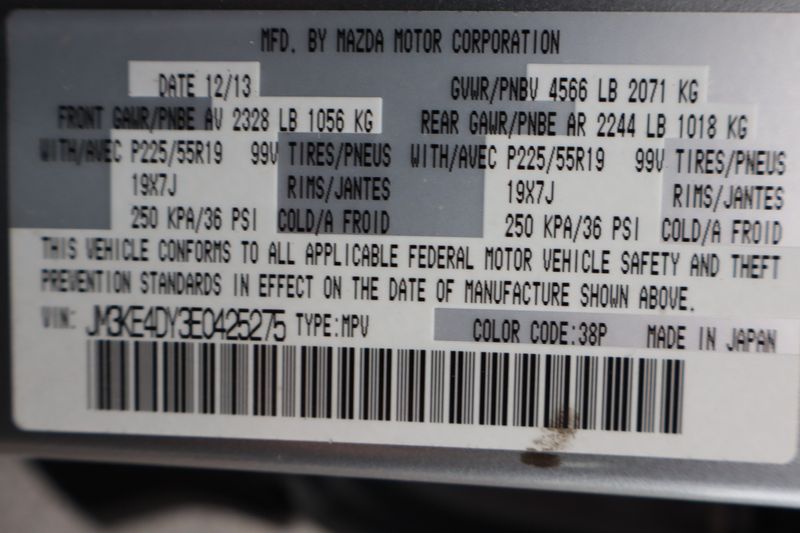 MFD. BY MAZDA MOTOR CORPORATION
DATE 12/13 GVWR/PNBV 4566 LB 2071 KG
FRONT GAWR/PNBE AV 2328 LB 1056 KG REAR GAWR/PNBE AR 2244 LB 1018 KG
WITH/AVEC P225/55R19 99V TIRES/PNEUS WITH/AVEC P225/55R19 99V TIRES/PNEUS
19X7J RIMS/JANTES 19X7J RIMS/JANTES
250 KPA/36 PSI COLD/A FROID 250 KPA/36 PSI COLD/A FROID
THIS VEHICLE CONFORMS TO ALL APPLICABLE FEDERAL MOTOR VEHICLE SAFETY AND THEFT
PREVENTION STANDARDS IN EFFECT ON THE DATE OF MANUFACTURE SHOWN ABOVE.
VIN: JM3KE4DY3E0425275 TYPE:MPV COLOR CODE:38P MADE IN JAPAN